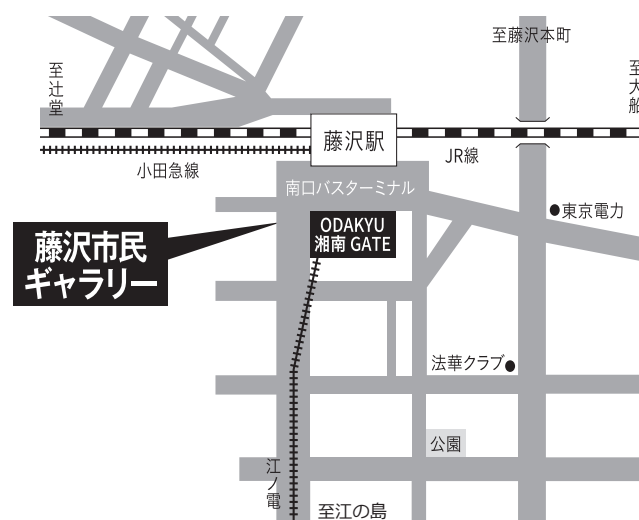 至藤沢本町
至辻堂
至大船
藤沢駅
JR線
小田急線
南口バスターミナル
東京電力
ODAKYU
湘南 GATE
藤沢市民
ギャラリー
法華クラブ
公園
江ノ電
至江の島